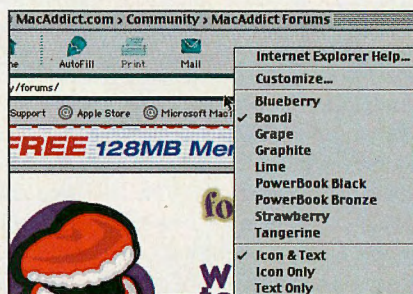 MacAddict.com › Community › MacAddict Forums
AutoFill
Print
Mail
/forums/
Support
Apple Store
Microsoft Mac
FREE 128MB Mem
fo
W
Internet Explorer Help...
Customize...
Blueberry
✓ Bondi
Grape
Graphite
Lime
PowerBook Black
PowerBook Bronze
Strawberry
Tangerine
✓ Icon & Text
Icon Only
Text Only